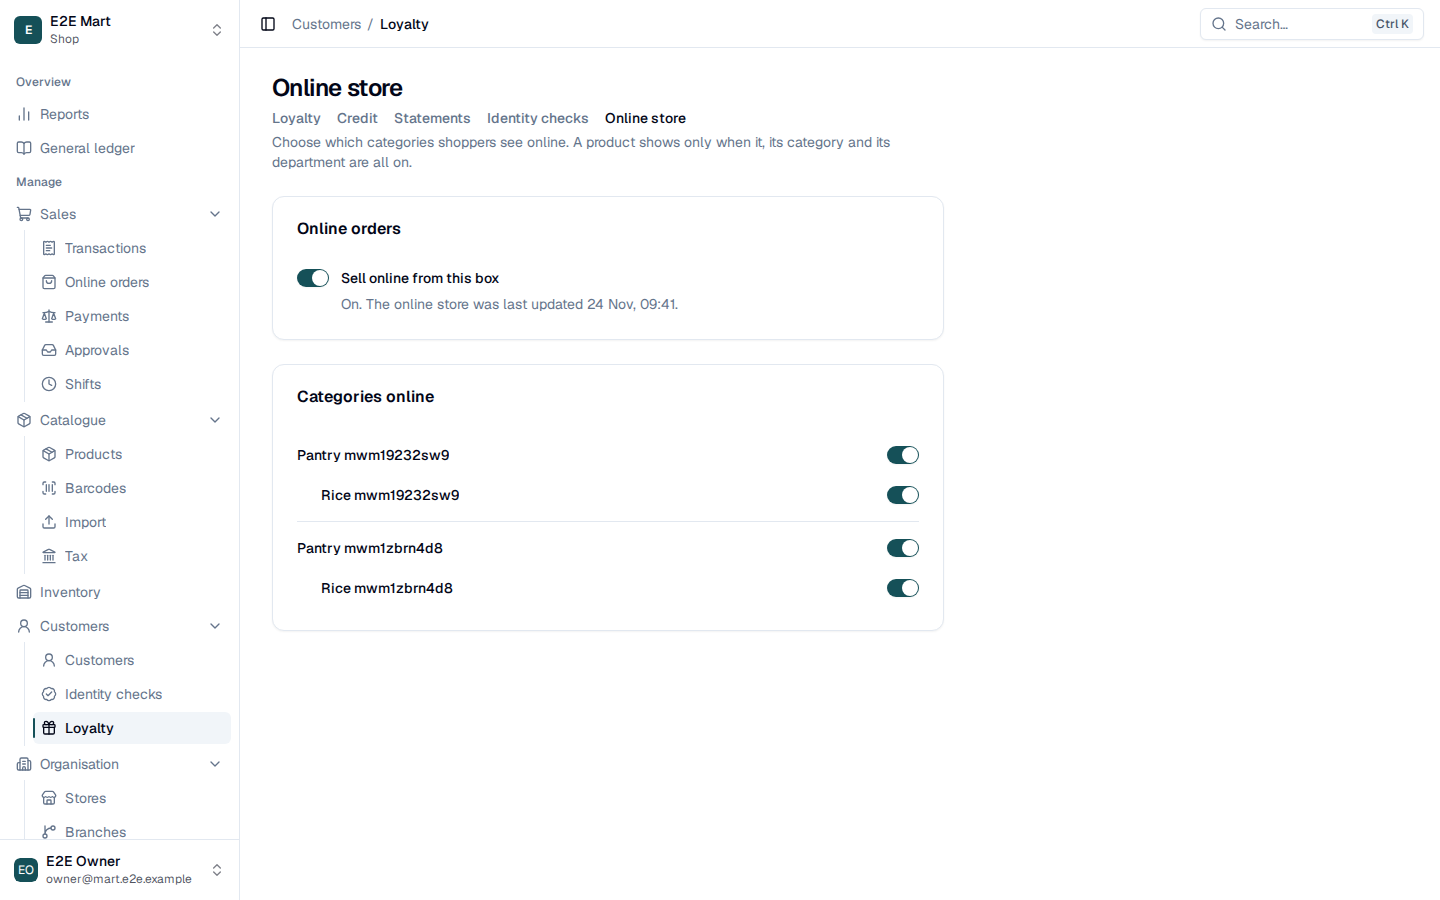 E
E2E Mart
Shop
Overview
Reports
General ledger
Manage
Sales
Transactions
Online orders
Payments
Approvals
Shifts
Catalogue
Products
Barcodes
Import
Tax
Inventory
Customers
Customers
Identity checks
Loyalty
Organisation
Stores
Branches
EO
E2E Owner
owner@mart.e2e.example
Customers / Loyalty
Search...
Ctrl K
Online store
Loyalty Credit Statements Identity checks Online store
Choose which categories shoppers see online. A product shows only when it, its category and its
department are all on.
Online orders
Sell online from this box
On. The online store was last updated 24 Nov, 09:41.
Categories online
Pantry mwm19232sw9
Rice mwm19232sw9
Pantry mwm1zbrn4d8
Rice mwm1zbrn4d8